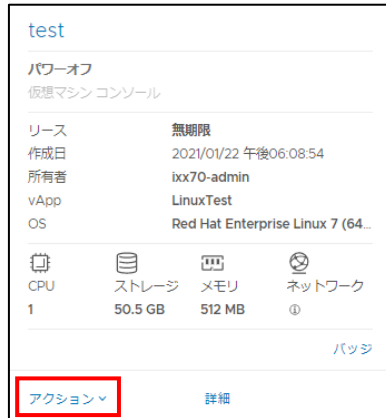 test
パワーオフ
仮想マシン コンソール
リース 無期限
作成日 2021/01/22 午後06:08:54
所有者 ixx70-admin
vApp LinuxTest
OS Red Hat Enterprise Linux 7 (64...
CPU ストレージ メモリ ネットワーク
1 50.5 GB 512 MB
バッジ
アクション 詳細